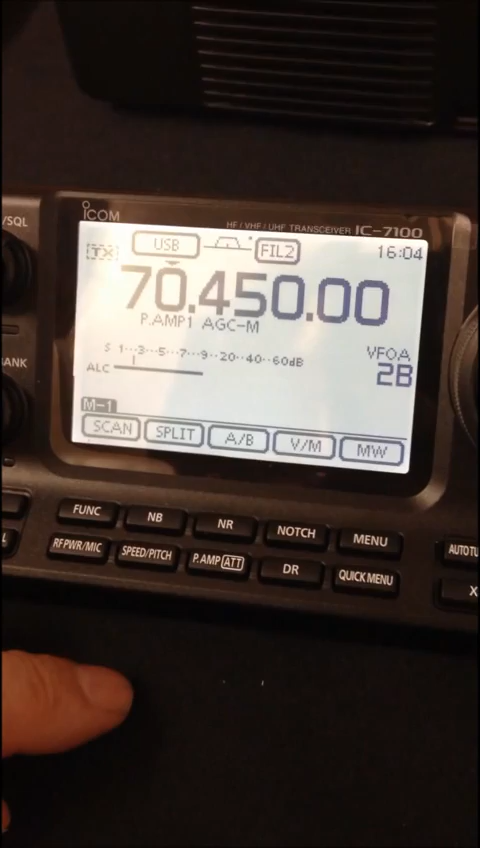 /SQL
ICOM
HF/VHF/UHF TRANSCEIVER IC-7100
TX USB FIL2 16:04
70.450.00
P.AMP1 AGC-M
S 1···3···5···7···9··20··40··60dB
ALC
VFOA
2B
M-1
SCAN SPLIT A/B V/M MW
ANK
FUNC NB NR NOTCH MENU
RF PWR/MIC SPEED/PITCH P.AMP ATT DR QUICK MENU
AUTO TU
L
X